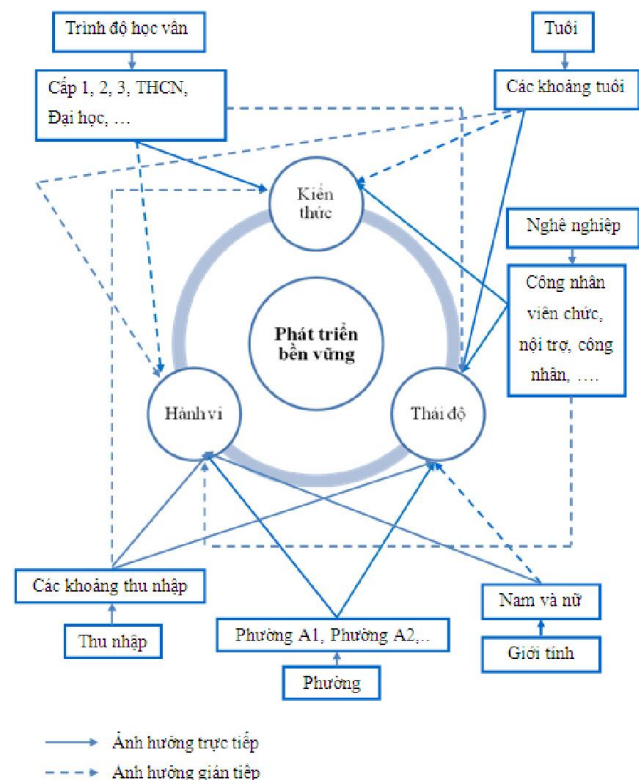 Trình độ học vấn
Tuổi
Cấp 1, 2, 3, THCN,
Đại học, …
Các khoảng tuổi
Kiến
thức
Nghề nghiệp
Công nhân
viên chức,
nội trợ, công
nhân, ….
Phát triển
bền vững
Hành vi
Thái độ
Các khoảng thu nhập
Nam và nữ
Thu nhập
Phường A1, Phường A2,..
Giới tính
Phường
Ảnh hưởng trực tiếp
Ảnh hưởng gián tiếp